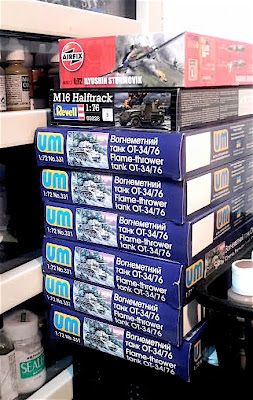 AIRFIX
1:72 ILYUSHIN STURMOVIK
M16 Halftrack
1:76
Revell
um
1:72 No.331
Вогнеметний
танк ОТ-34/76
Flame-thrower
tank OT-34/76
um
1:72 No.331
Вогнеметний
танк ОТ-34/76
Flame-thrower
tank OT-34/76
um
1:72 No.331
Вогнеметний
танк ОТ-34/76
Flame-thrower
tank OT-34/76
um
1:72 No.331
Вогнеметний
танк ОТ-34/76
Flame-thrower
tank OT-34/76
um
1:72 No.331
Вогнеметний
танк ОТ-34/76
Flame-thrower
tank OT-34/76
um
1:72 No.331
Вогнеметний
танк ОТ-34/76
Flame-thrower
tank OT-34/76